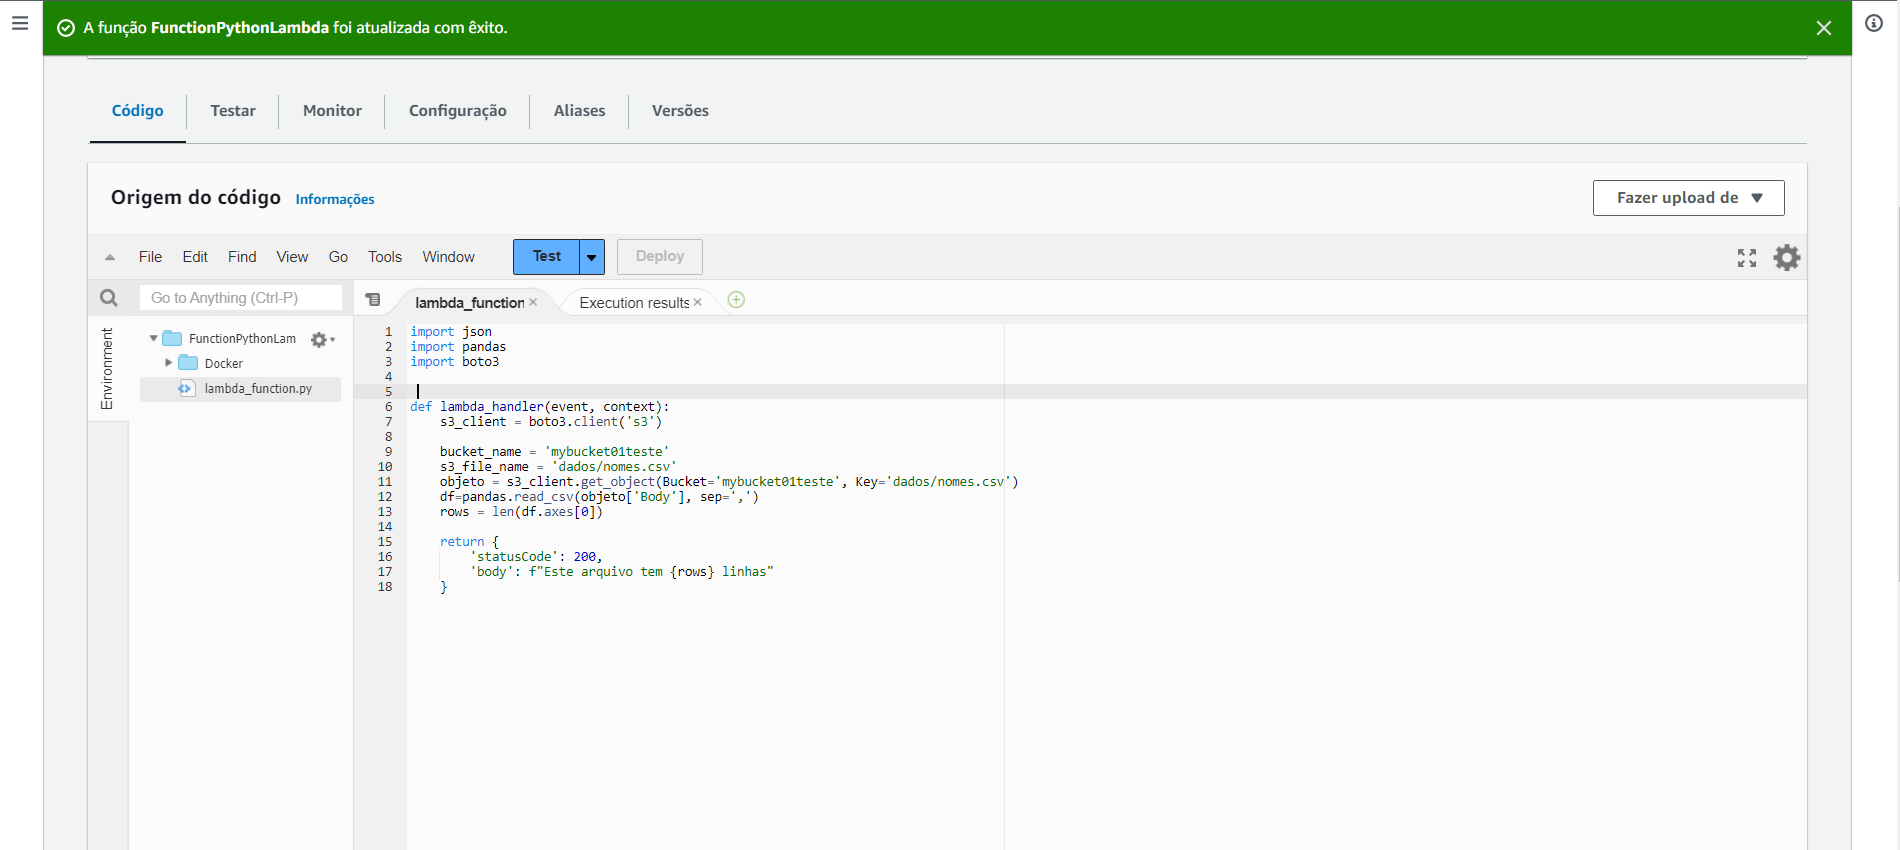 A função FunctionPythonLambda foi atualizada com êxito.
Código Testar Monitor Configuração Aliases Versões
Origem do código Informações Fazer upload de
File Edit Find View Go Tools Window Test Deploy
Go to Anything (Ctrl-P) lambda_function Execution results
Environment
FunctionPythonLam
Docker
lambda_function.py
1 import json
2 import pandas
3 import boto3
4
5
6 def lambda_handler(event, context):
7     s3_client = boto3.client('s3')
8
9     bucket_name = 'mybucket01teste'
10     s3_file_name = 'dados/nomes.csv'
11     objeto = s3_client.get_object(Bucket='mybucket01teste', Key='dados/nomes.csv')
12     df=pandas.read_csv(objeto['Body'], sep=',')
13     rows = len(df.axes[0])
14
15     return {
16         'statusCode': 200,
17         'body': f"Este arquivo tem {rows} linhas"
18     }